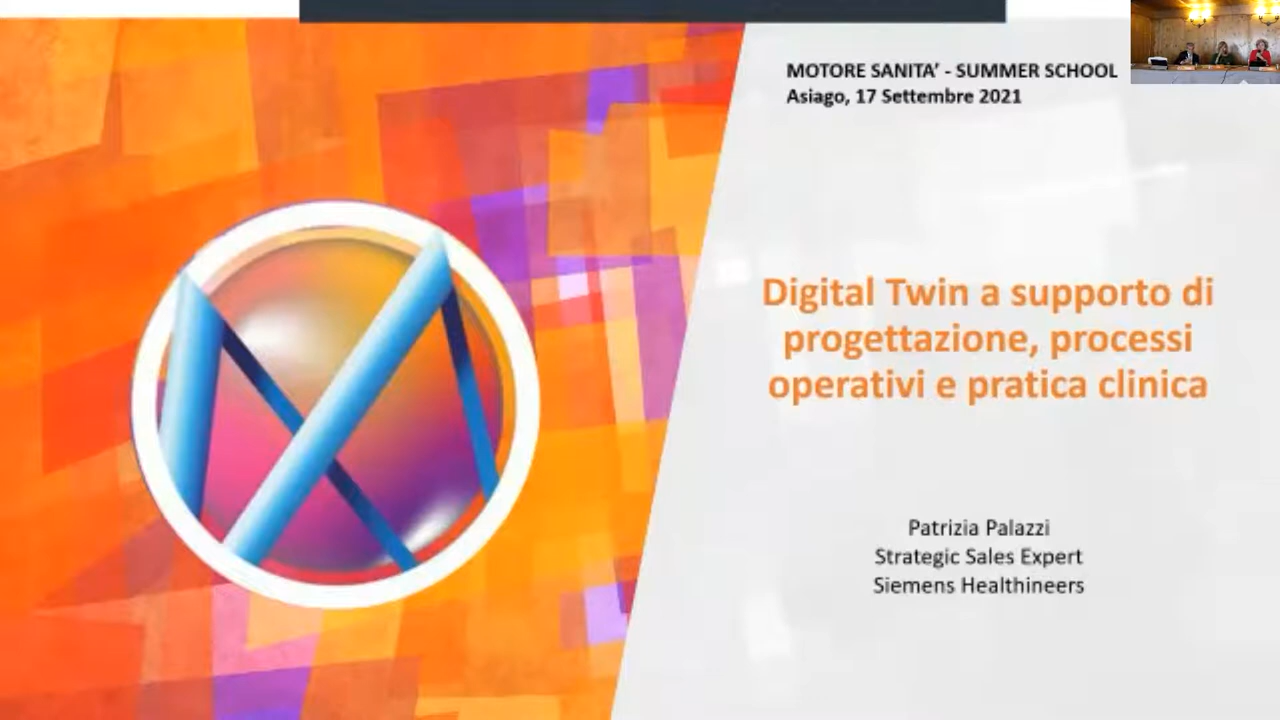 MOTORE SANITA' - SUMMER SCHOOL
Asiago, 17 Settembre 2021
Digital Twin a supporto di
progettazione, processi
operativi e pratica clinica
Patrizia Palazzi
Strategic Sales Expert
Siemens Healthineers